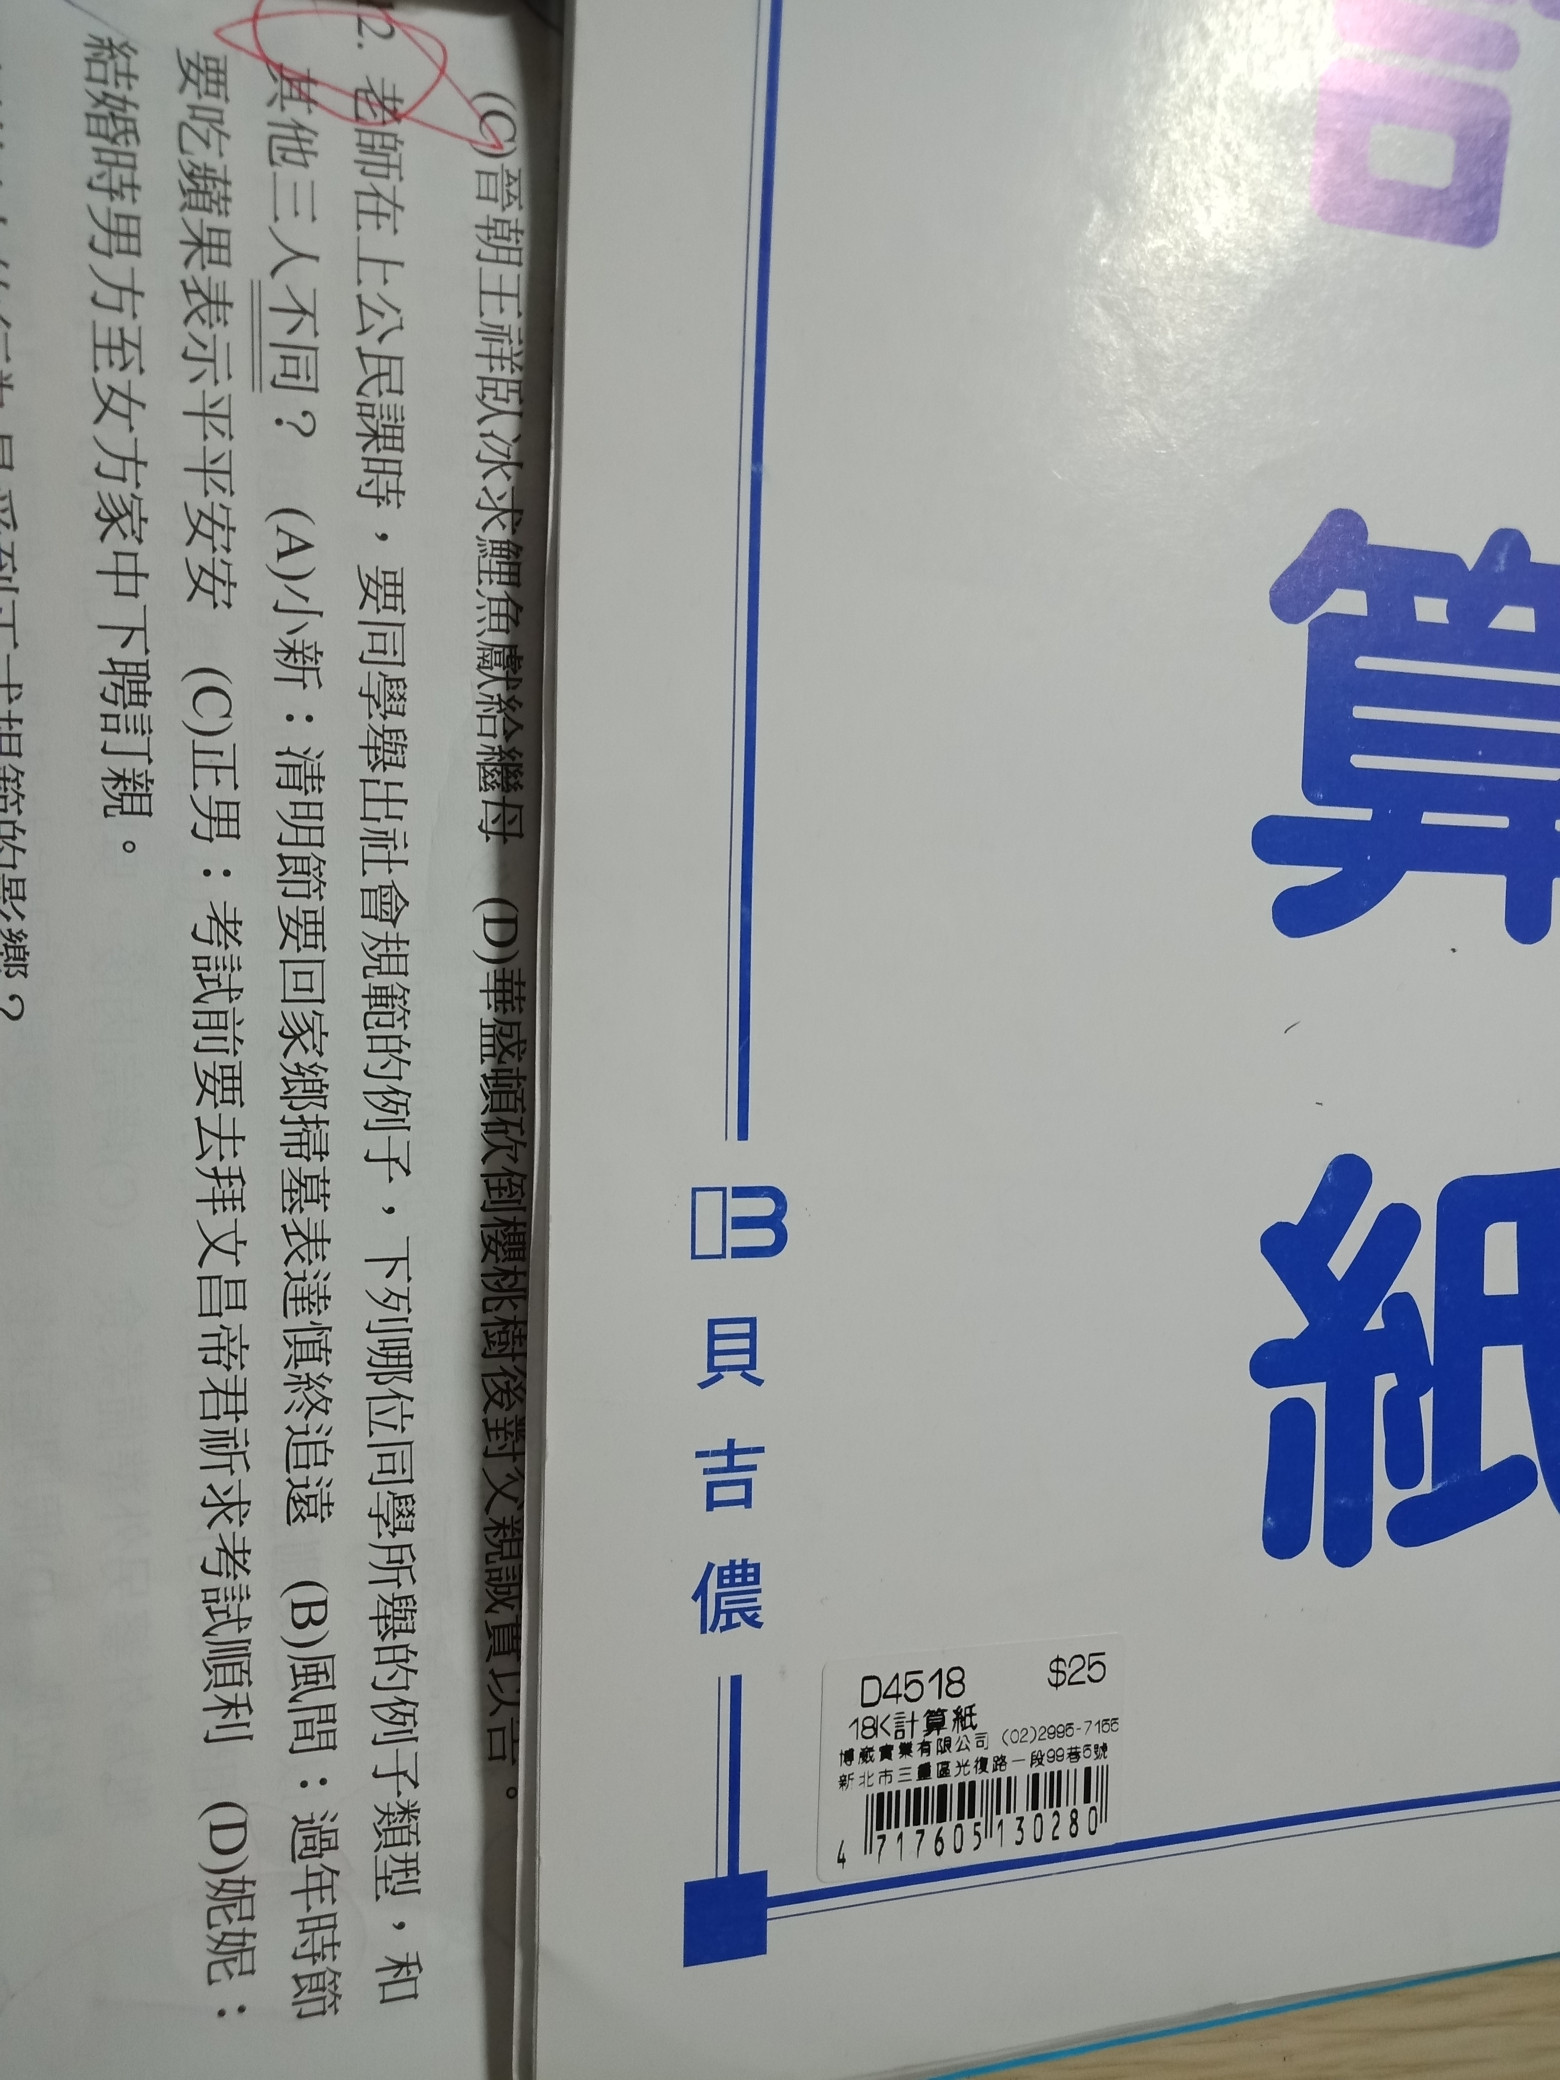 (C)晉朝王祥臥冰求鯉魚獻給繼母　(D)華盛頓砍倒櫻桃樹後對父親誠實以告。
2. 老師在上公民課時，要同學舉出社會規範的例子，下列哪位同學所舉的例子類型，和
其他三人不同？　(A)小新：清明節要回家鄉掃墓表達慎終追遠　(B)風間：過年時節
要吃蘋果表示平平安安　(C)正男：考試前要去拜文昌帝君祈求考試順利　(D)妮妮：
結婚時男方至女方家中下聘訂親。
算紙
貝吉儂
D4518 $25
18K計算紙
博崴實業有限公司 (02)2995-7155
新北市三重區光復路一段99巷5號
4 717605 130280